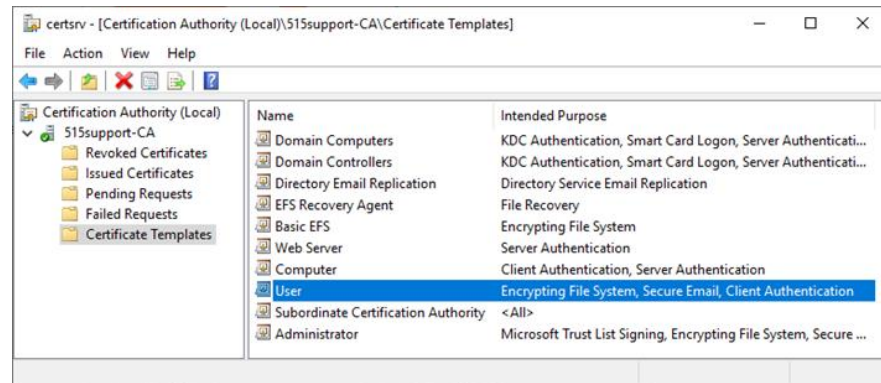 certsrv - [Certification Authority (Local)\515support-CA\Certificate Templates]
File Action View Help
Certification Authority (Local)
515support-CA
Revoked Certificates
Issued Certificates
Pending Requests
Failed Requests
Certificate Templates
Name Intended Purpose
Domain Computers KDC Authentication, Smart Card Logon, Server Authenticati...
Domain Controllers KDC Authentication, Smart Card Logon, Server Authenticati...
Directory Email Replication Directory Service Email Replication
EFS Recovery Agent File Recovery
Basic EFS Encrypting File System
Web Server Server Authentication
Computer Client Authentication, Server Authentication
User Encrypting File System, Secure Email, Client Authentication
Subordinate Certification Authority <All>
Administrator Microsoft Trust List Signing, Encrypting File System, Secure ...